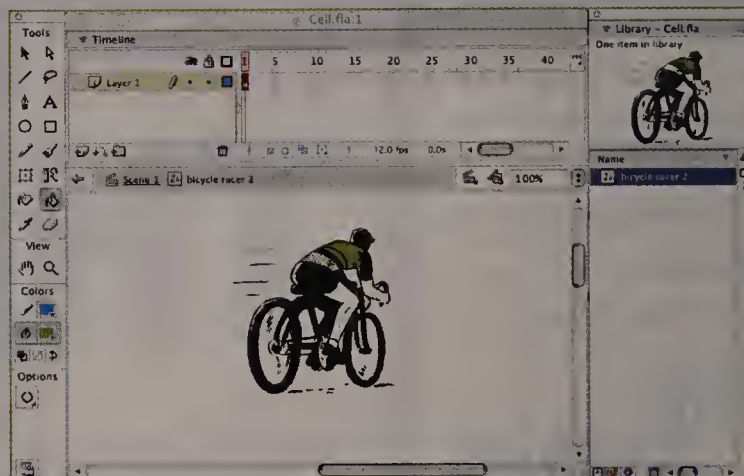 Cell.fla:1
Tools
Timeline
1 5 10 15 20 25 30 35 40
Layer 1
1 12.0 fps 0.0s
Scene 1 bicycle racer 2
100%
View
Colors
Options
Library - Cell.fla
One item in library
Name
bicycle racer 2
A